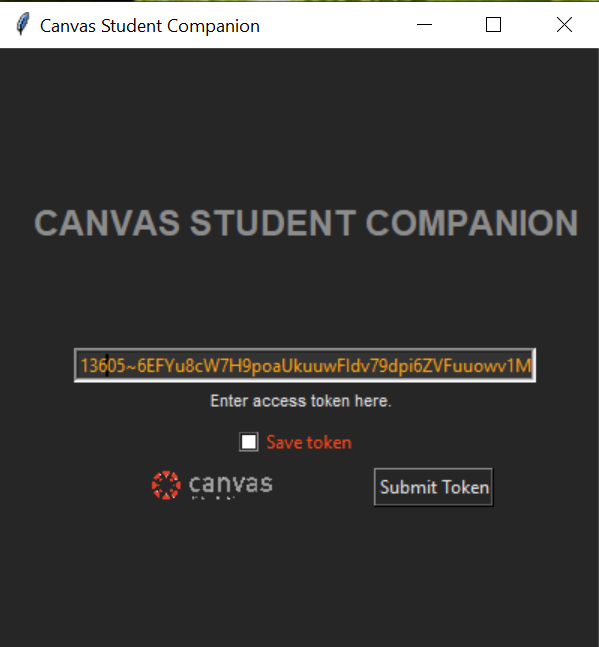 Canvas Student Companion
CANVAS STUDENT COMPANION
13605~6EFYu8cW7H9poaUkuuwFldv79dpi6ZVFuuowv1M
Enter access token here.
Save token
canvas
Submit Token